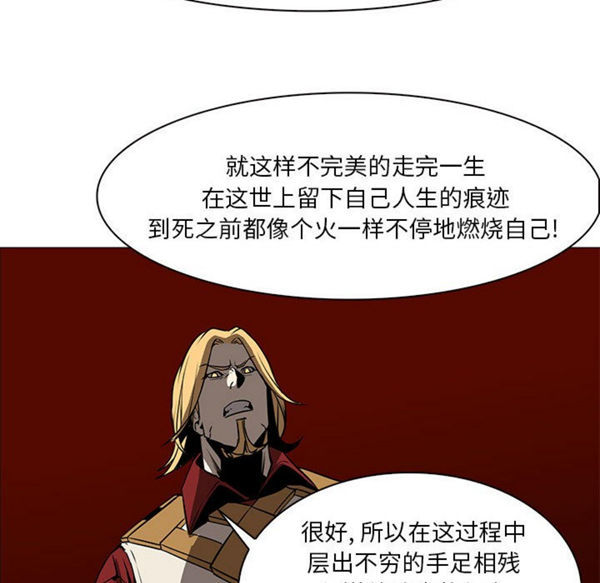 就这样不完美的走完一生
在这世上留下自己人生的痕迹
到死之前都像个火一样不停地燃烧自己!
很好, 所以在这过程中
层出不穷的手足相残